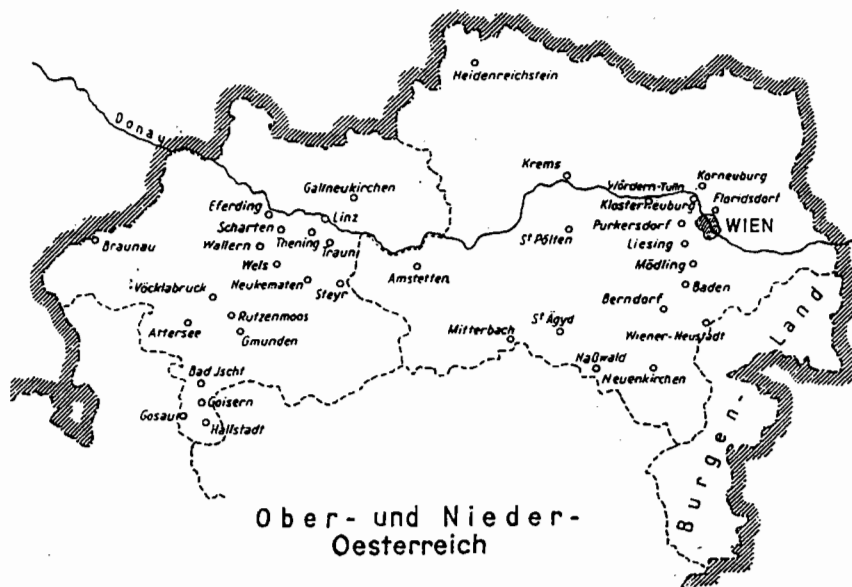 Heidenreichstein
Donau
Krems
Korneuburg
Wördern-Tulln
Gallneukirchen
Floridsdorf
Klosterneuburg
Eferding
Linz
Scharten
Purkersdorf
WIEN
St Pölten
Braunau
Wallern
Thening
Traun
Liesing
Wels
Mödling
Amstetten
Neukematen
Steyr
Baden
Vöcklabruck
Berndorf
Rutzenmoos
St Ägyd
Attersee
Gmunden
Mitterbach
Wiener-Neustadt
Naßwald
Neuenkirchen
Bad Jschl
Goisern
Gosau
Hallstadt
Burgen-
Land
Ober- und Nieder-
Oesterreich